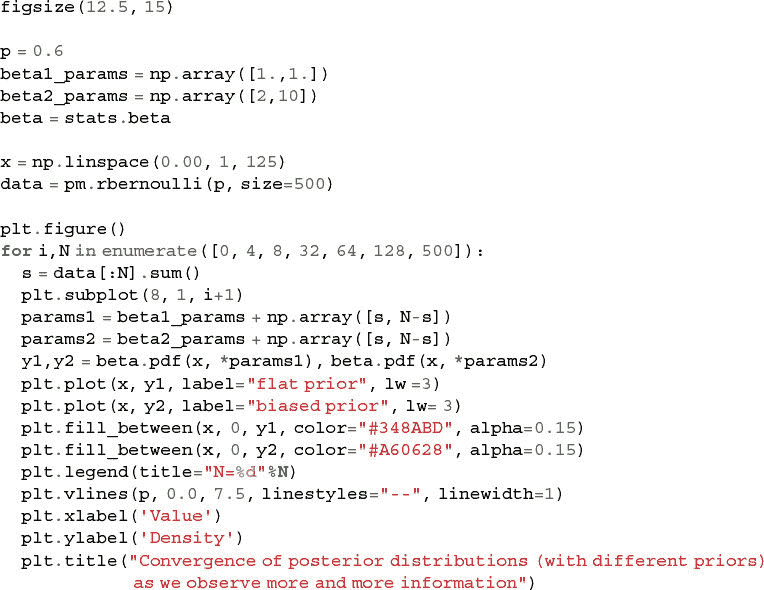 figsize(12.5, 15)

p = 0.6
beta1_params = np.array([1.,1.])
beta2_params = np.array([2,10])
beta = stats.beta

x = np.linspace(0.00, 1, 125)
data = pm.rbernoulli(p, size=500)

plt.figure()
for i,N in enumerate([0, 4, 8, 32, 64, 128, 500]):
  s = data[:N].sum()
  plt.subplot(8, 1, i+1)
  params1 = beta1_params + np.array([s, N-s])
  params2 = beta2_params + np.array([s, N-s])
  y1,y2 = beta.pdf(x, *params1), beta.pdf(x, *params2)
  plt.plot(x, y1, label="flat prior", lw =3)
  plt.plot(x, y2, label="biased prior", lw= 3)
  plt.fill_between(x, 0, y1, color="#348ABD", alpha=0.15)
  plt.fill_between(x, 0, y2, color="#A60628", alpha=0.15)
  plt.legend(title="N=%d"%N)
  plt.vlines(p, 0.0, 7.5, linestyles="--", linewidth=1)
  plt.xlabel('Value')
  plt.ylabel('Density')
  plt.title("Convergence of posterior distributions (with different priors)
            as we observe more and more information")